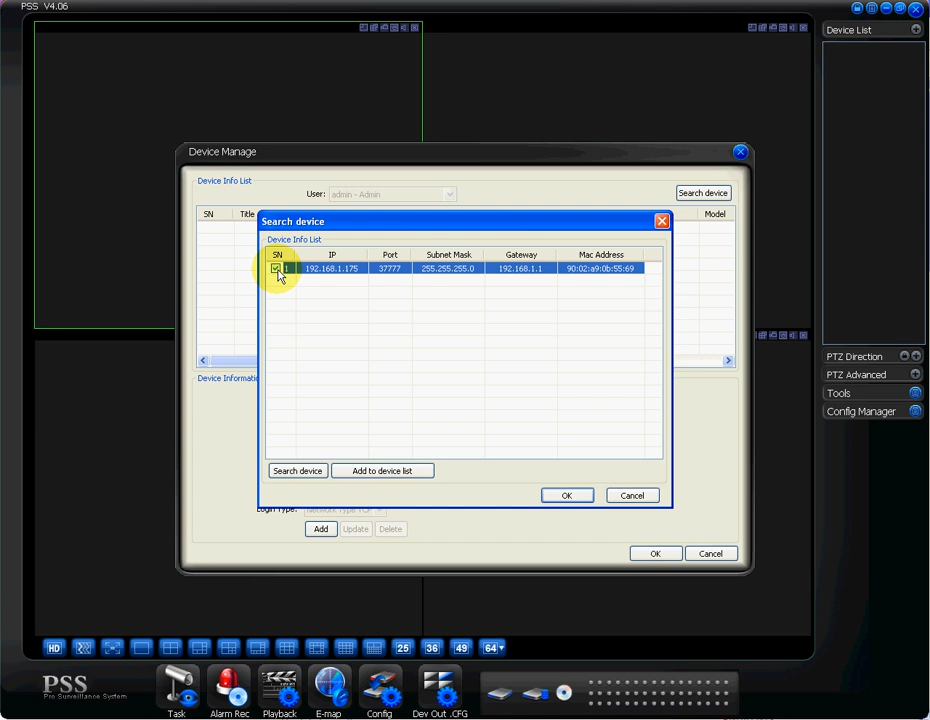 PSS V4.06
Device List
Device Manage
Device Info List
User: admin - Admin
Search device
SN Title Model
Search device
Device Info List
SN IP Port Subnet Mask Gateway Mac Address
1 192.168.1.175 37777 255.255.255.0 192.168.1.1 90:02:a9:0b:55:69
PTZ Direction
PTZ Advanced
Device Informatio
Tools
Config Manager
Search device Add to device list
OK Cancel
Login Type: Network Type TCP
Add Update Delete
OK Cancel
HD 25 36 49 64
PSS
Pro Surveillance System
Task Alarm Rec Playback E-map Config Dev Out .CFG